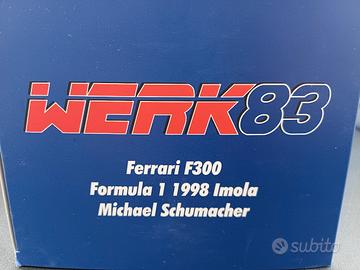 WERK83
Ferrari F300
Formula 1 1998 Imola
Michael Schumacher
subito